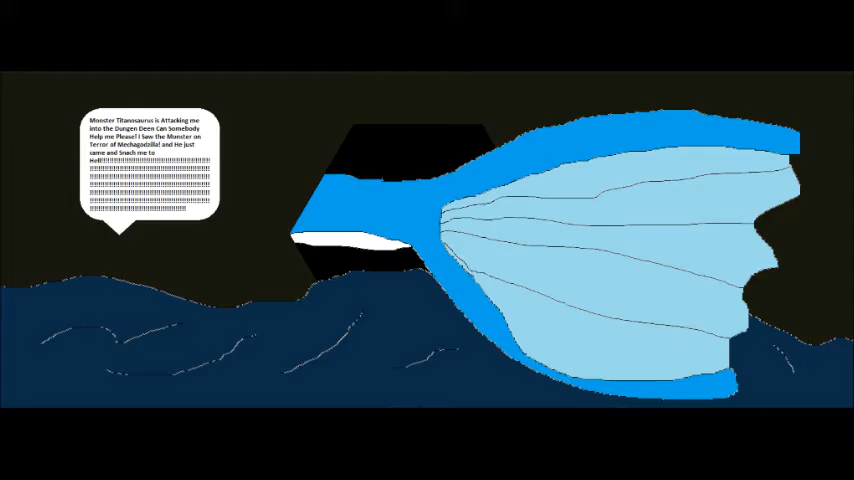 Monster Titanosaurus is Attacking me
into the Dungen Deen Can Somebody
Help me Please! I Saw the Monster on
Terror of Mechagodzilla! and He just
came and Snach me to
Hell!!!!!!!!!!!!!!!!!!!!!!!!!!!!!!!!!!!!!!!!!!!!!!!!!!
!!!!!!!!!!!!!!!!!!!!!!!!!!!!!!!!!!!!!!!!!!!!!!!!!!!!!!
!!!!!!!!!!!!!!!!!!!!!!!!!!!!!!!!!!!!!!!!!!!!!!!!!!!!!!
!!!!!!!!!!!!!!!!!!!!!!!!!!!!!!!!!!!!!!!!!!!!!!!!!!!!!!
!!!!!!!!!!!!!!!!!!!!!!!!!!!!!!!!!!!!!!!!!!!!!!!!!!!!!!
!!!!!!!!!!!!!!!!!!!!!!!!!!!!!!!!!!!!!!!!!!!!!!!!!!!!!!
!!!!!!!!!!!!!!!!!!!!!!!!!!!!!!!!!!!!!!!!!!!